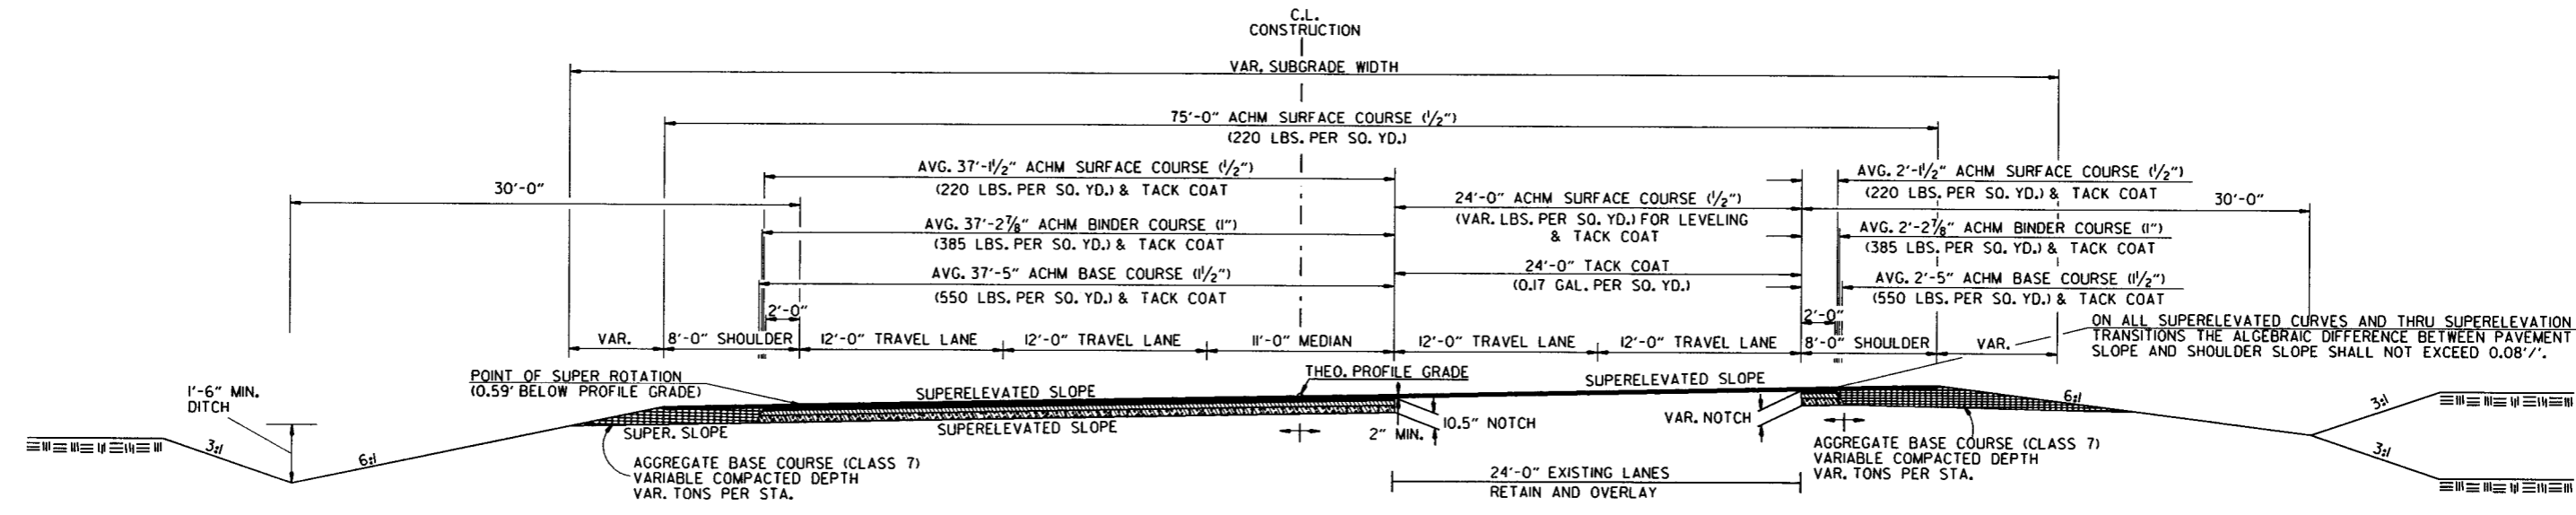 C.L.
CONSTRUCTION
VAR. SUBGRADE WIDTH
75'-0" ACHM SURFACE COURSE (1/2")
(220 LBS. PER SQ. YD.)
AVG. 37'-1 1/2" ACHM SURFACE COURSE (1/2")
(220 LBS. PER SQ. YD.) & TACK COAT
AVG. 2'-1 1/2" ACHM SURFACE COURSE (1/2")
(220 LBS. PER SQ. YD.) & TACK COAT
30'-0"
24'-0" ACHM SURFACE COURSE (1/2")
(VAR. LBS. PER SQ. YD.) FOR LEVELING
& TACK COAT
30'-0"
AVG. 37'-2 7/8" ACHM BINDER COURSE (1")
(385 LBS. PER SQ. YD.) & TACK COAT
AVG. 2'-2 7/8" ACHM BINDER COURSE (1")
(385 LBS. PER SQ. YD.) & TACK COAT
AVG. 37'-5" ACHM BASE COURSE (1 1/2")
(550 LBS. PER SQ. YD.) & TACK COAT
24'-0" TACK COAT
(0.17 GAL. PER SQ. YD.)
AVG. 2'-5" ACHM BASE COURSE (1 1/2")
(550 LBS. PER SQ. YD.) & TACK COAT
2'-0"
2'-0"
VAR.
8'-0" SHOULDER
12'-0" TRAVEL LANE
12'-0" TRAVEL LANE
11'-0" MEDIAN
12'-0" TRAVEL LANE
12'-0" TRAVEL LANE
8'-0" SHOULDER
VAR.
ON ALL SUPERELEVATED CURVES AND THRU SUPERELEVATION
TRANSITIONS THE ALGEBRAIC DIFFERENCE BETWEEN PAVEMENT
SLOPE AND SHOULDER SLOPE SHALL NOT EXCEED 0.08'/'.
POINT OF SUPER ROTATION
(0.59' BELOW PROFILE GRADE)
THEO. PROFILE GRADE
SUPERELEVATED SLOPE
SUPERELEVATED SLOPE
1'-6" MIN.
DITCH
3:1
6:1
SUPER. SLOPE
SUPERELEVATED SLOPE
2" MIN.
10.5" NOTCH
VAR. NOTCH
6:1
3:1
3:1
AGGREGATE BASE COURSE (CLASS 7)
VARIABLE COMPACTED DEPTH
VAR. TONS PER STA.
24'-0" EXISTING LANES
RETAIN AND OVERLAY
AGGREGATE BASE COURSE (CLASS 7)
VARIABLE COMPACTED DEPTH
VAR. TONS PER STA.